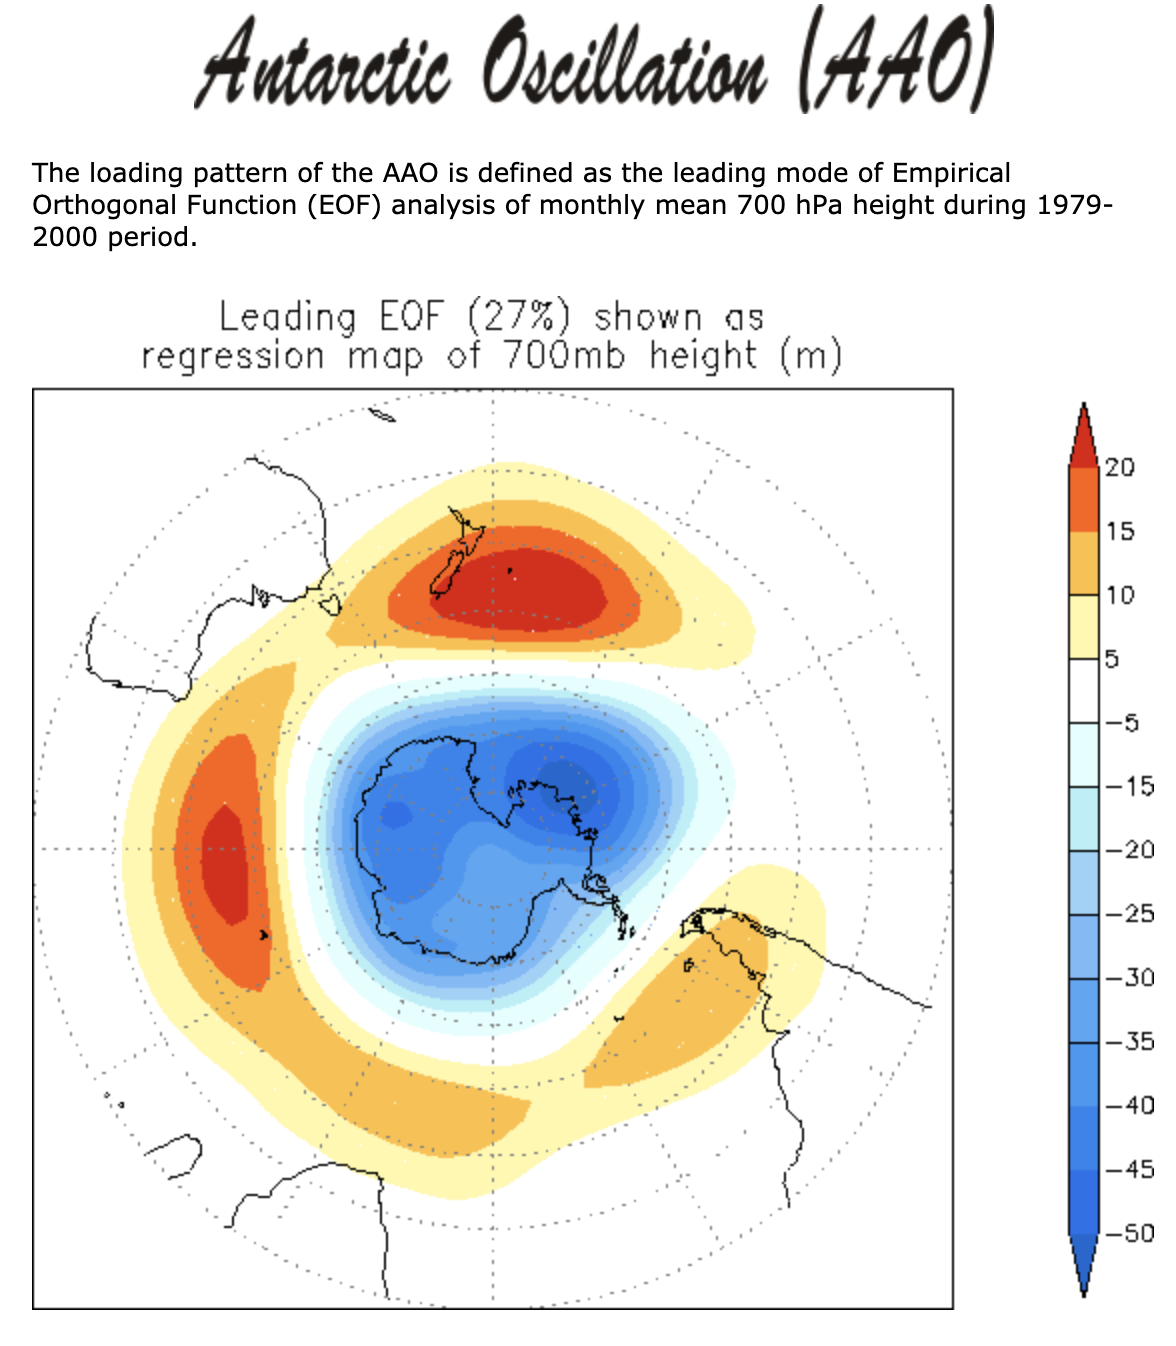 Antarctic Oscillation (AAO)
The loading pattern of the AAO is defined as the leading mode of Empirical
Orthogonal Function (EOF) analysis of monthly mean 700 hPa height during 1979-
2000 period.
Leading EOF (27%) shown as
regression map of 700mb height (m)
20
15
10
5
−5
−15
−20
−25
−30
−35
−40
−45
−50